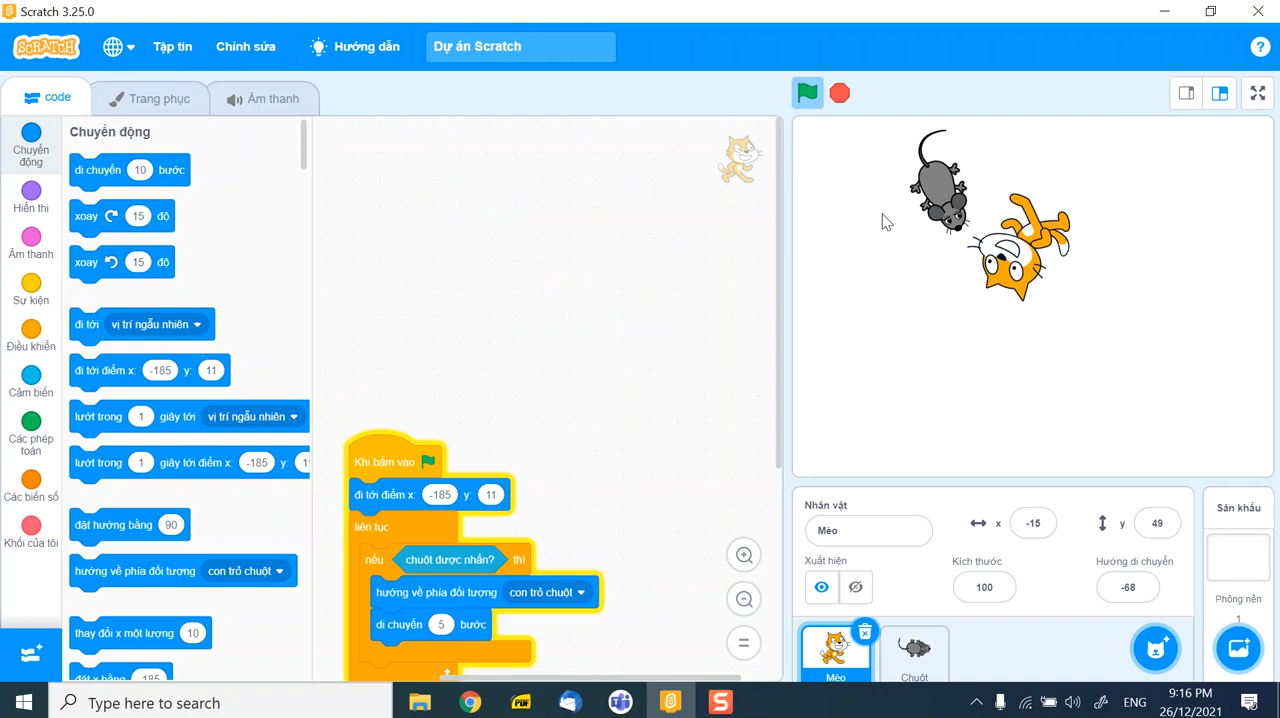 Scratch 3.25.0
SCRATCH
Tập tin
Chỉnh sửa
Hướng dẫn
Dự án Scratch
?
code
Trang phục
Âm thanh
Chuyển động
Hiển thị
Âm thanh
Sự kiện
Điều khiển
Cảm biến
Các phép toán
Các biến số
Khối của tôi
Chuyển động
di chuyển 10 bước
xoay 15 độ
xoay 15 độ
đi tới vị trí ngẫu nhiên
đi tới điểm x: -185 y: 11
lướt trong 1 giây tới vị trí ngẫu nhiên
lướt trong 1 giây tới điểm x: -185 y: 1
đặt hướng bằng 90
hướng về phía đối tượng con trỏ chuột
thay đổi x một lượng 10
đặt x bằng -185
Khi bấm vào
đi tới điểm x: -185 y: 11
liên tục
nếu chuột được nhấn? thì
hướng về phía đối tượng con trỏ chuột
di chuyển 5 bước
Nhân vật
Mèo
x -15
y 49
Xuất hiện
Kích thước
100
Hướng di chuyển
-68
Mèo
Chuột
Sân khấu
Phông nền
1
Type here to search
PDF
ENG
9:16 PM
26/12/2021